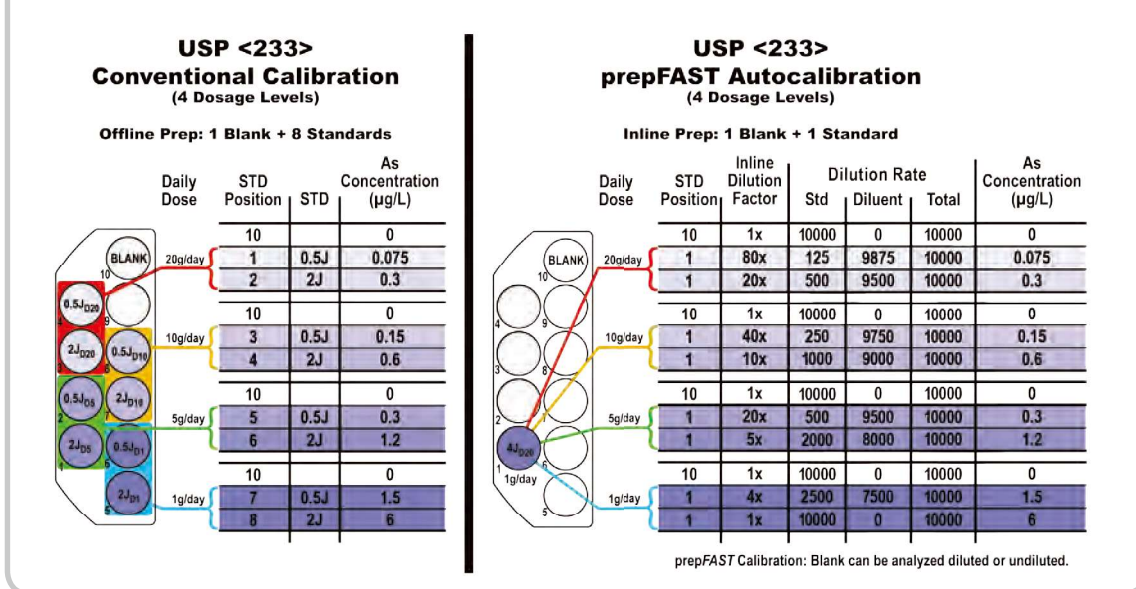 USP <233>
Conventional Calibration
(4 Dosage Levels)
Offline Prep: 1 Blank + 8 Standards
Daily Dose STD Position STD As Concentration (µg/L)
10 0
20g/day 1 0.5J 0.075
2 2J 0.3
10 0
10g/day 3 0.5J 0.15
4 2J 0.6
10 0
5g/day 5 0.5J 0.3
6 2J 1.2
10 0
1g/day 7 0.5J 1.5
8 2J 6
BLANK
10
0.5JD20
9
2JD20
0.5JD10
0.5JD5
2JD10
2JD5
0.5JD1
2JD1
USP <233>
prepFAST Autocalibration
(4 Dosage Levels)
Inline Prep: 1 Blank + 1 Standard
Daily Dose STD Position Inline Dilution Factor Dilution Rate Std Diluent Total As Concentration (µg/L)
10 1x 10000 0 10000 0
20g/day 1 80x 125 9875 10000 0.075
1 20x 500 9500 10000 0.3
10 1x 10000 0 10000 0
10g/day 1 40x 250 9750 10000 0.15
1 10x 1000 9000 10000 0.6
10 1x 10000 0 10000 0
5g/day 1 20x 500 9500 10000 0.3
1 5x 2000 8000 10000 1.2
10 1x 10000 0 10000 0
1g/day 1 4x 2500 7500 10000 1.5
1 1x 10000 0 10000 6
BLANK
10
4
9
3
8
2
4JD20
1
6
1g/day
5
prepFAST Calibration: Blank can be analyzed diluted or undiluted.